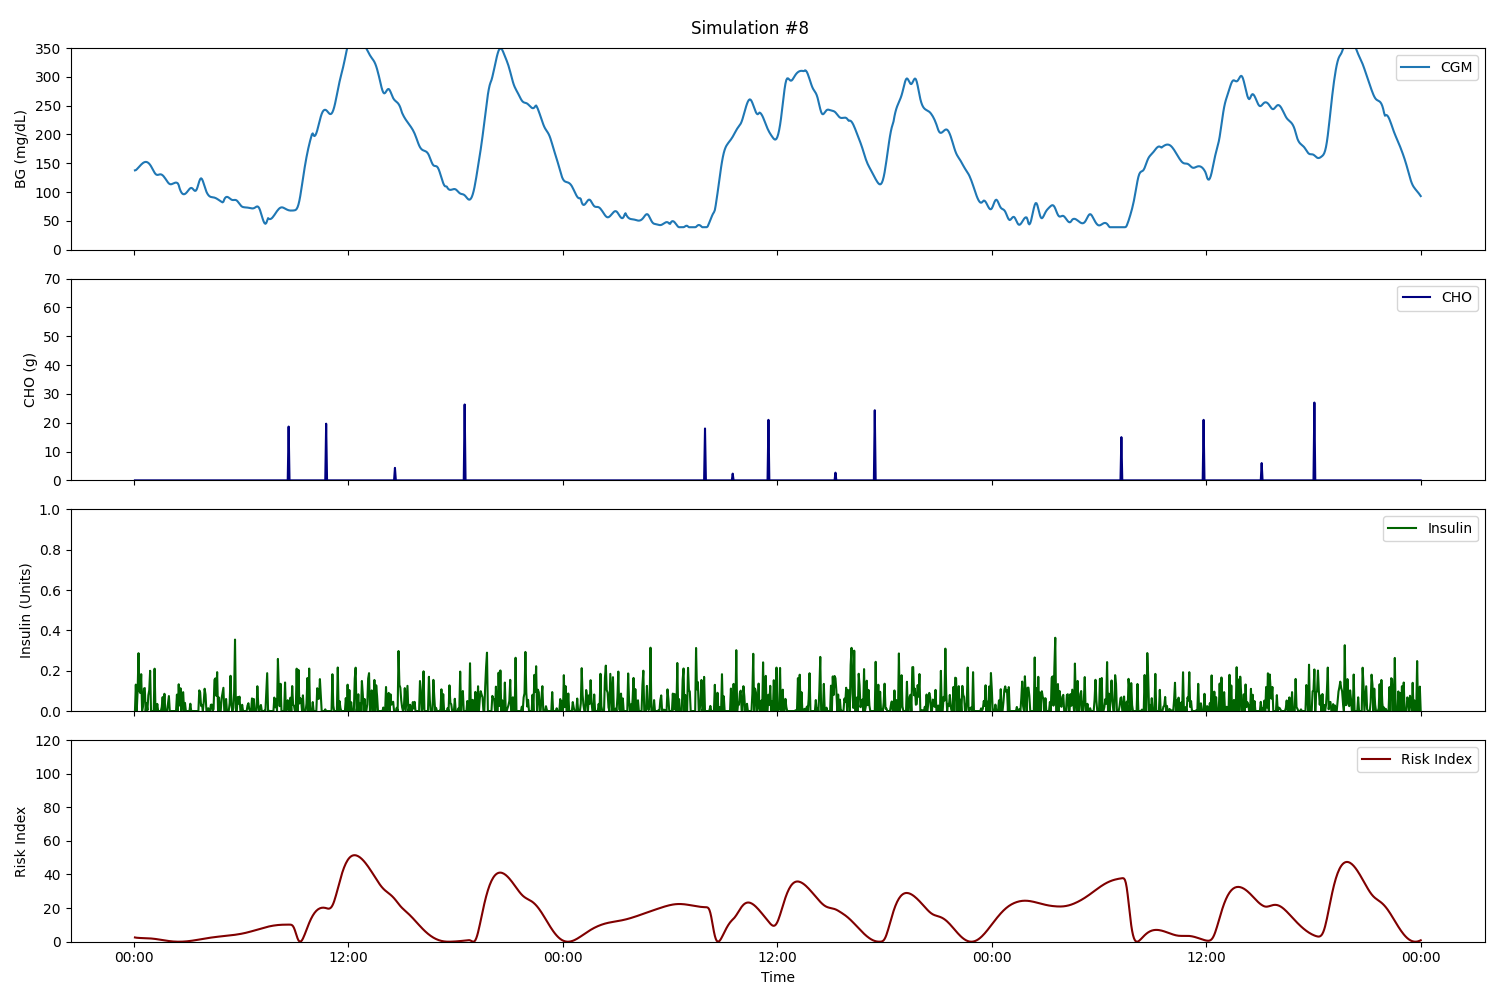 Simulation #8
350
300
250
200
150
100
50
0
BG (mg/dL)
CGM
70
60
50
40
30
20
10
0
CHO (g)
CHO
1.0
0.8
0.6
0.4
0.2
0.0
Insulin (Units)
Insulin
120
100
80
60
40
20
0
Risk Index
Risk Index
00:00 12:00 00:00 12:00 00:00 12:00 00:00
Time